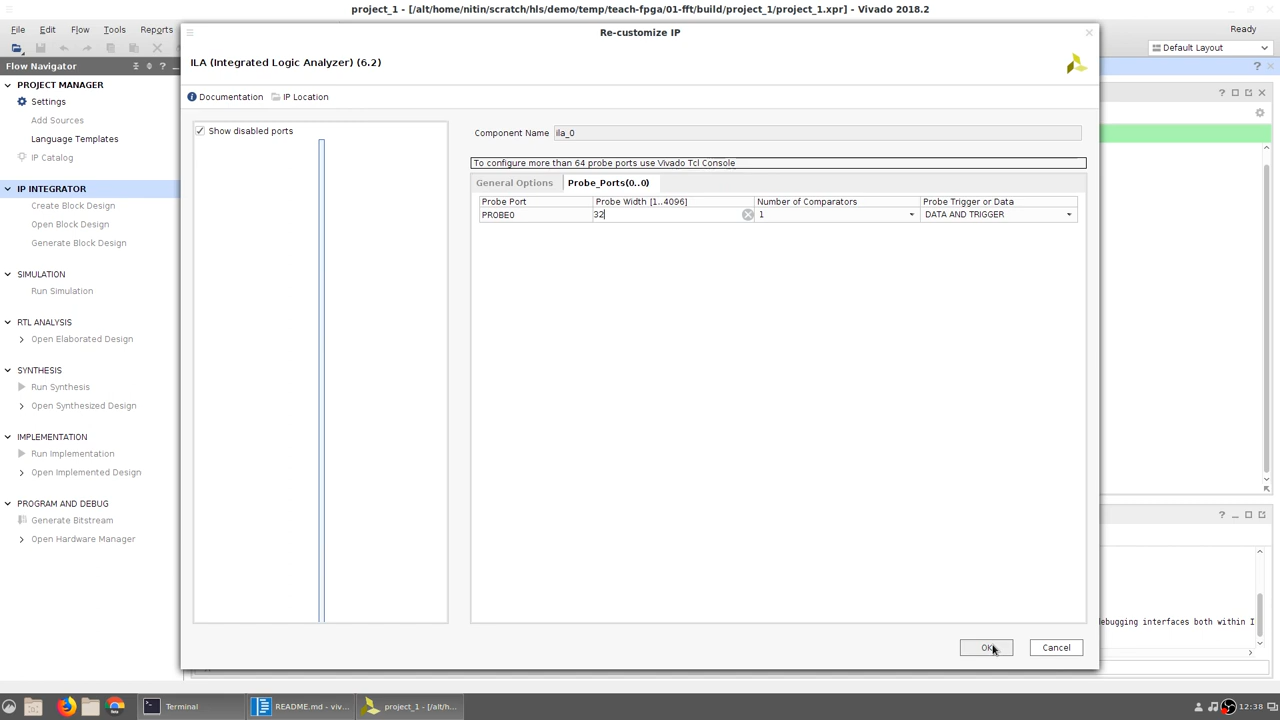 project_1 - [/alt/home/nitin/scratch/hls/demo/temp/teach-fpga/01-fft/build/project_1/project_1.xpr] - Vivado 2018.2
File Edit Flow Tools Reports
Ready
Default Layout
Flow Navigator
PROJECT MANAGER
Settings
Add Sources
Language Templates
IP Catalog
IP INTEGRATOR
Create Block Design
Open Block Design
Generate Block Design
SIMULATION
Run Simulation
RTL ANALYSIS
Open Elaborated Design
SYNTHESIS
Run Synthesis
Open Synthesized Design
IMPLEMENTATION
Run Implementation
Open Implemented Design
PROGRAM AND DEBUG
Generate Bitstream
Open Hardware Manager
Re-customize IP
ILA (Integrated Logic Analyzer) (6.2)
Documentation IP Location
Show disabled ports
Component Name ila_0
To configure more than 64 probe ports use Vivado Tcl Console
General Options Probe_Ports(0..0)
Probe Port Probe Width [1..4096] Number of Comparators Probe Trigger or Data
PROBE0 32 1 DATA AND TRIGGER
OK Cancel
ebugging interfaces both within I
Terminal README.md - viv... project_1 - [/alt/h... 12:38